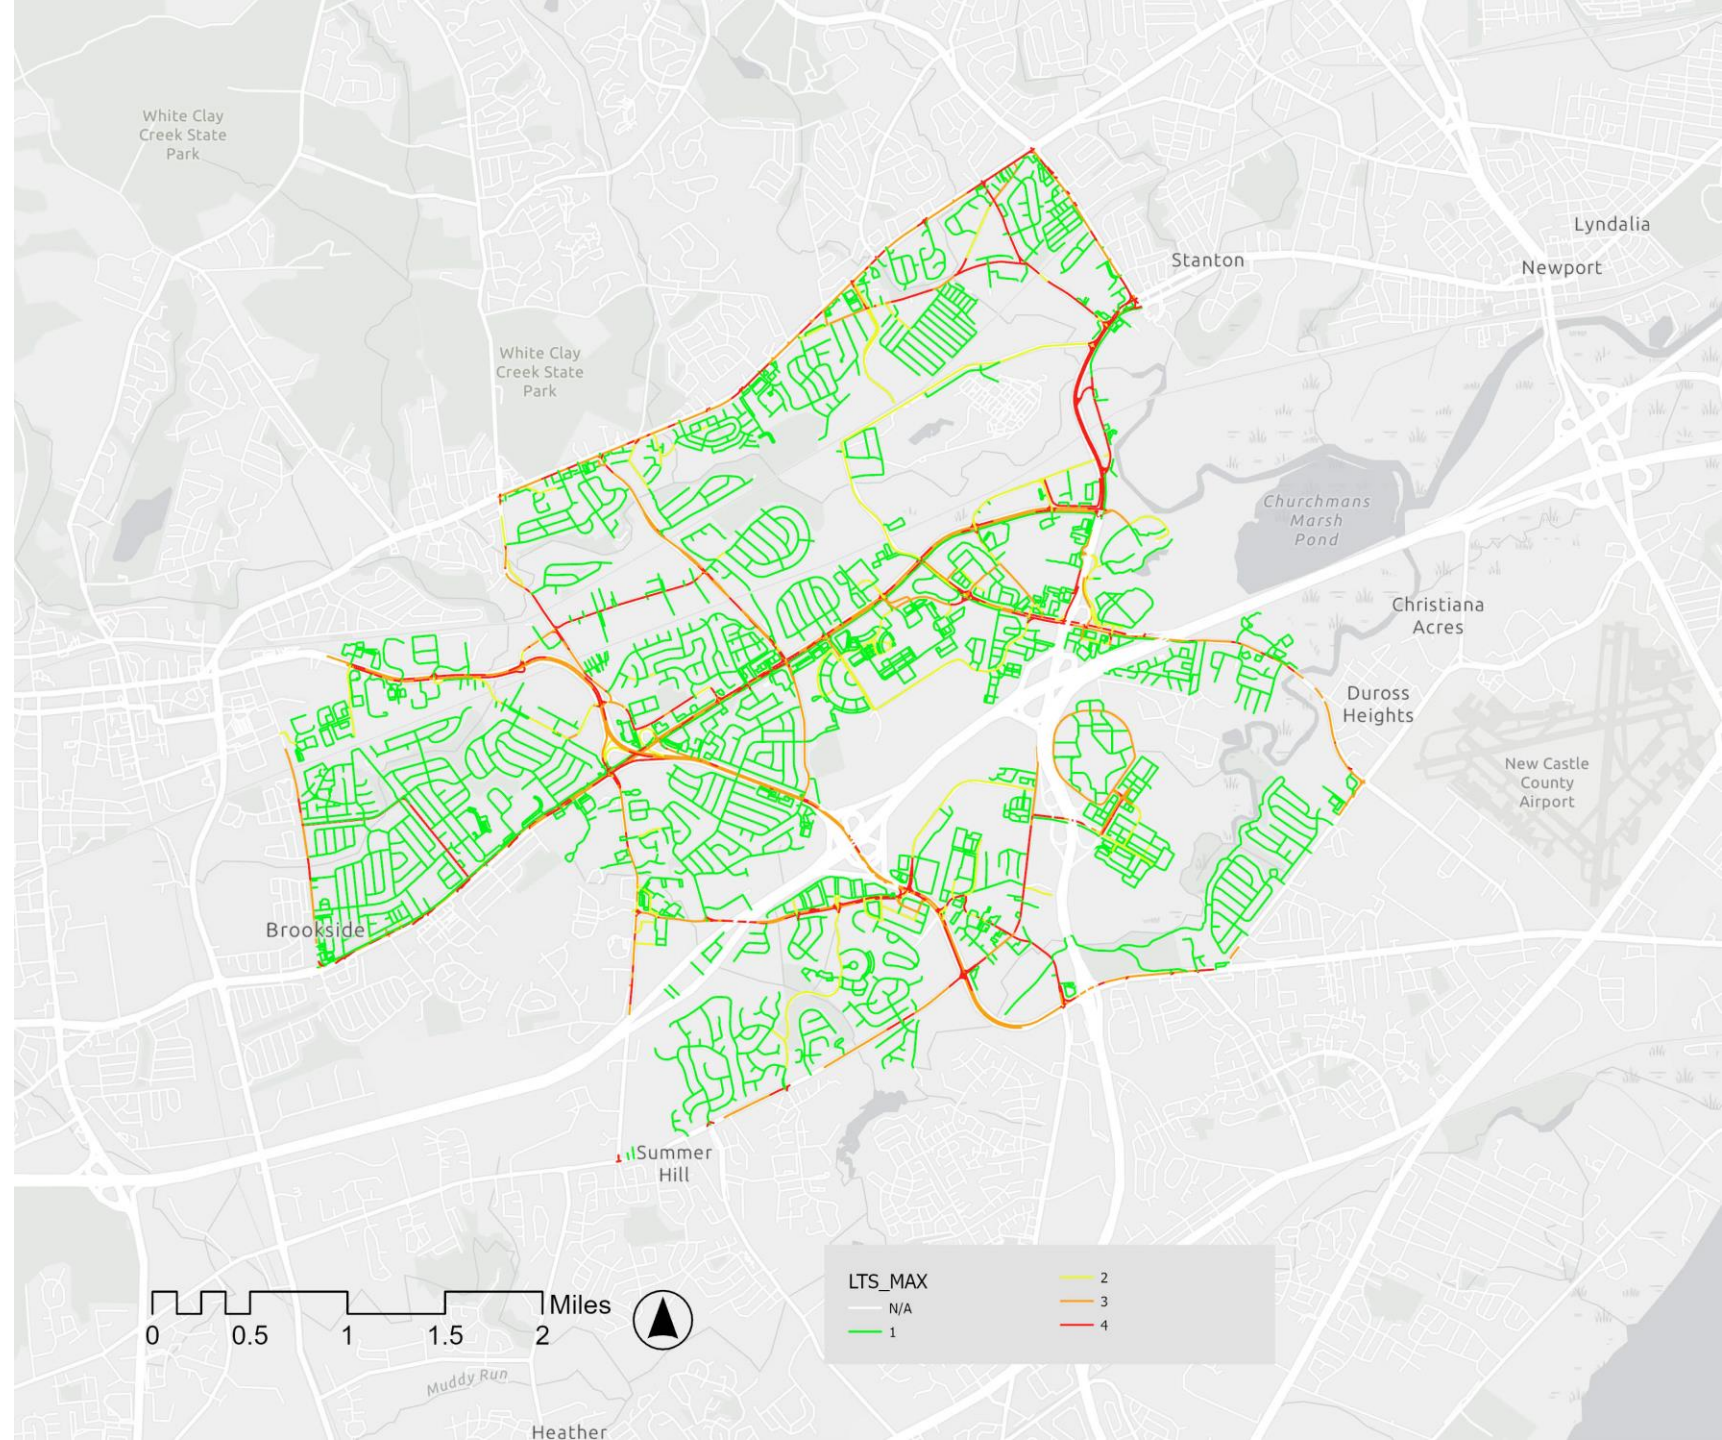 White Clay
Creek State
Park
Lyndalia
Stanton
Newport
White Clay
Creek State
Park
Churchmans
Marsh
Pond
Christiana
Acres
Duross
Heights
New Castle
County
Airport
Brookside
Summer
Hill
LTS_MAX
N/A
1
2
3
4
Miles
0 0.5 1 1.5 2
Muddy Run
Heather